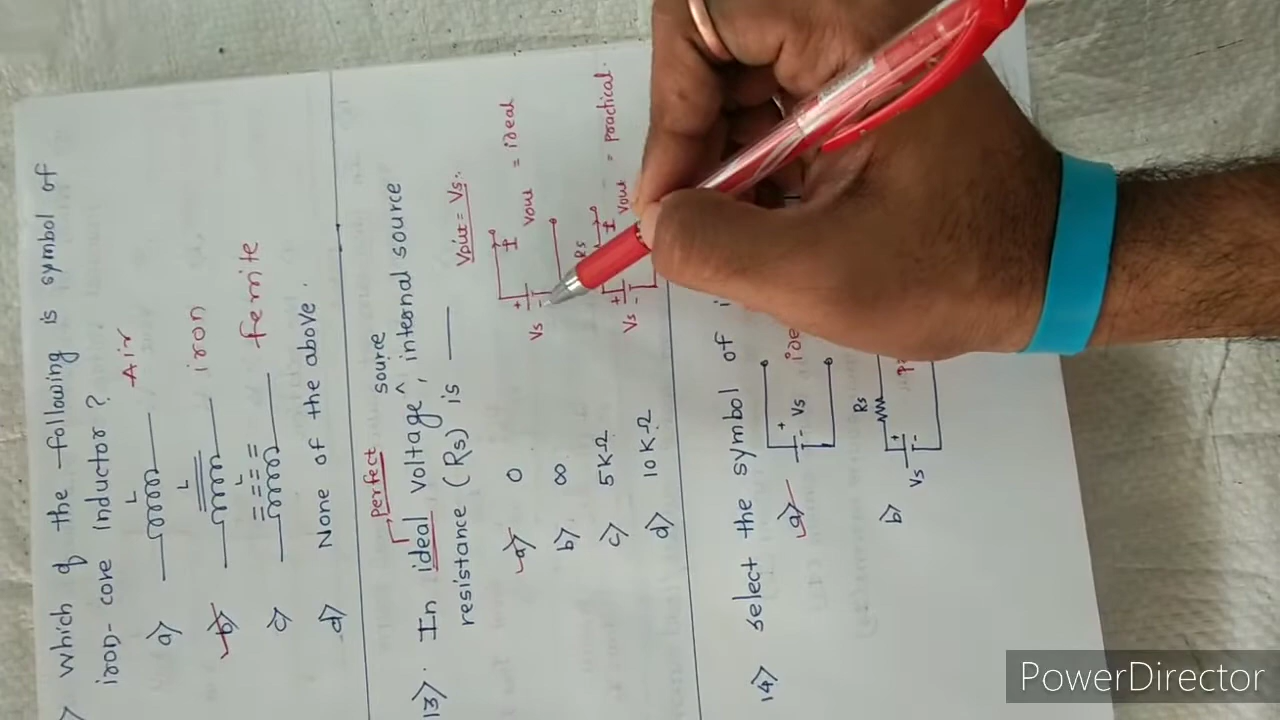 which of the following is symbol of
iron-core Inductor?
a) L Air
b) L iron
c) L ferrite
d) None of the above.
perfect source
13). In ideal voltage^, internal source
resistance (Rs) is ___ Vout = Vs.
a) 0
b) ∞
c) 5KΩ
d) 10KΩ
Vs + - I Vout = ideal
Vs + - Rs I Vout = practical.
14) select the symbol of
a) + - Vs
b) Vs + - Rs
PowerDirector